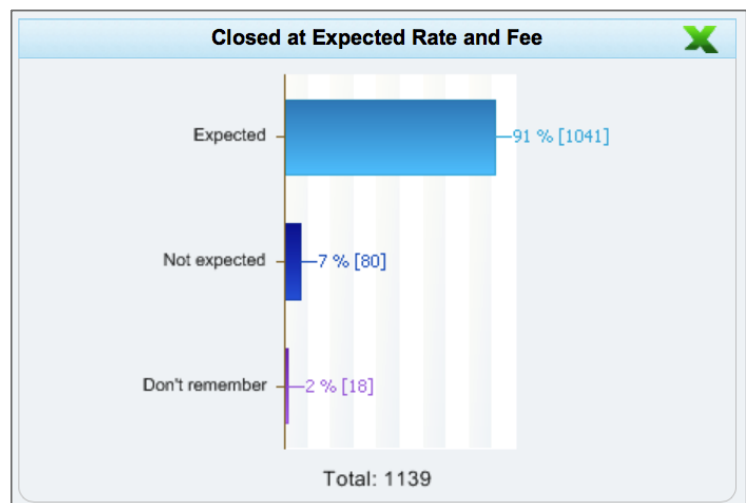 Closed at Expected Rate and Fee
Expected 91 % [1041]
Not expected 7 % [80]
Don't remember 2 % [18]
Total: 1139